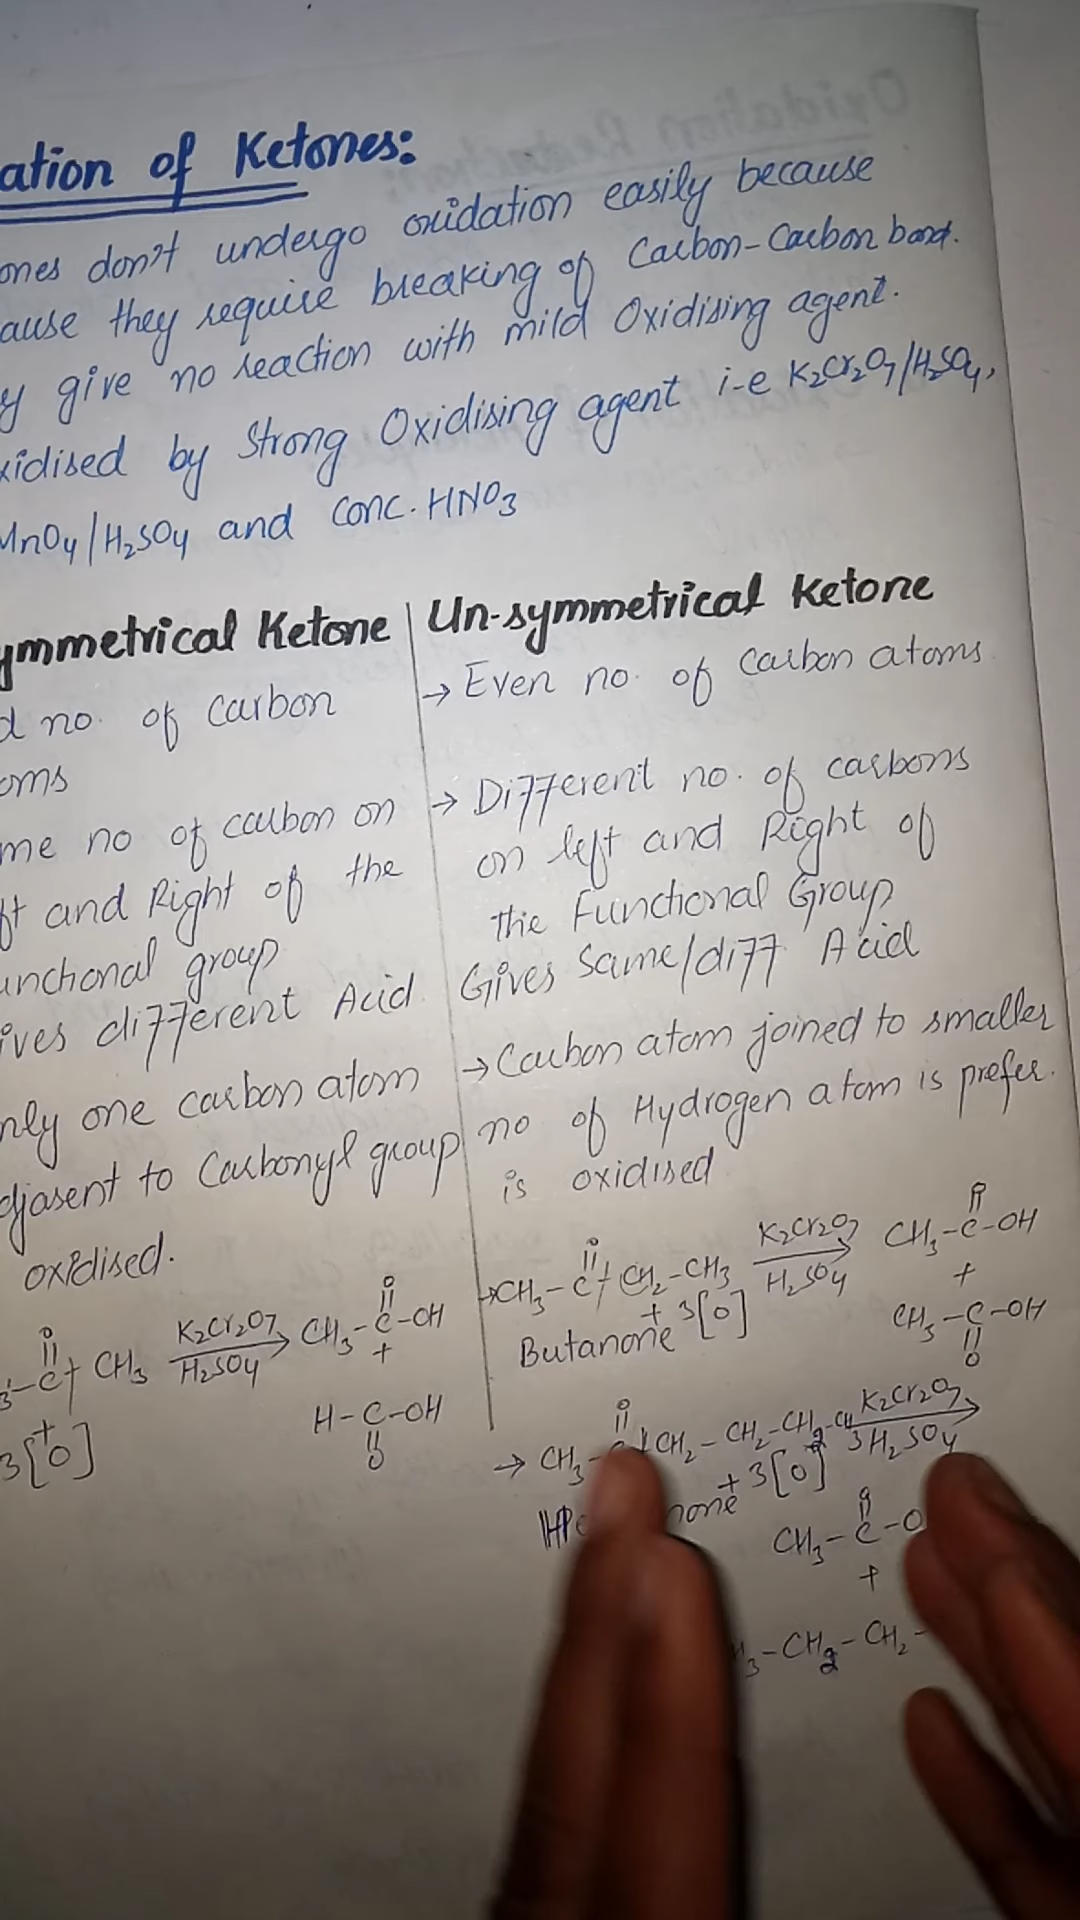 ation of Ketones:
ones don't undergo oxidation easily because
ause they require breaking of Carbon-Carbon bond.
y give no reaction with mild Oxidising agent.
xidised by Strong Oxidising agent i-e K₂Cr₂O₇/H₂SO₄,
MnO₄/H₂SO₄ and Conc. HNO₃
ymmetrical Ketone
d no. of Carbon
oms
me no of carbon on
ft and Right of the
unctional group
ives different Acid.
nly one carbon atom
djasent to Carbonyl group
oxidised.
O
||
3-C+CH₃ K₂Cr₂O₇ → H₂SO₄ CH₃-C-OH
+
3[O]
H-C-OH
||
O
Un-symmetrical Ketone
→ Even no. of Carbon atoms
→ Different no. of carbons
on left and Right of
the Functional Group
Gives Same/diff Acid
→ Carbon atom joined to smaller
no of Hydrogen atom is prefer.
is oxidised
→ CH₃-C+CH₂-CH₃ K₂Cr₂O₇ → H₂SO₄ CH₃-C-OH
+ 3[O]
Butanone
+
CH₃-C-OH
||
O
→ CH₃- CH₂-CH₂-CH₂-CH₃ K₂Cr₂O₇ → H₂SO₄
+ 3[O]
none
CH₃-C-O
+
H₃-CH₂-CH₂-